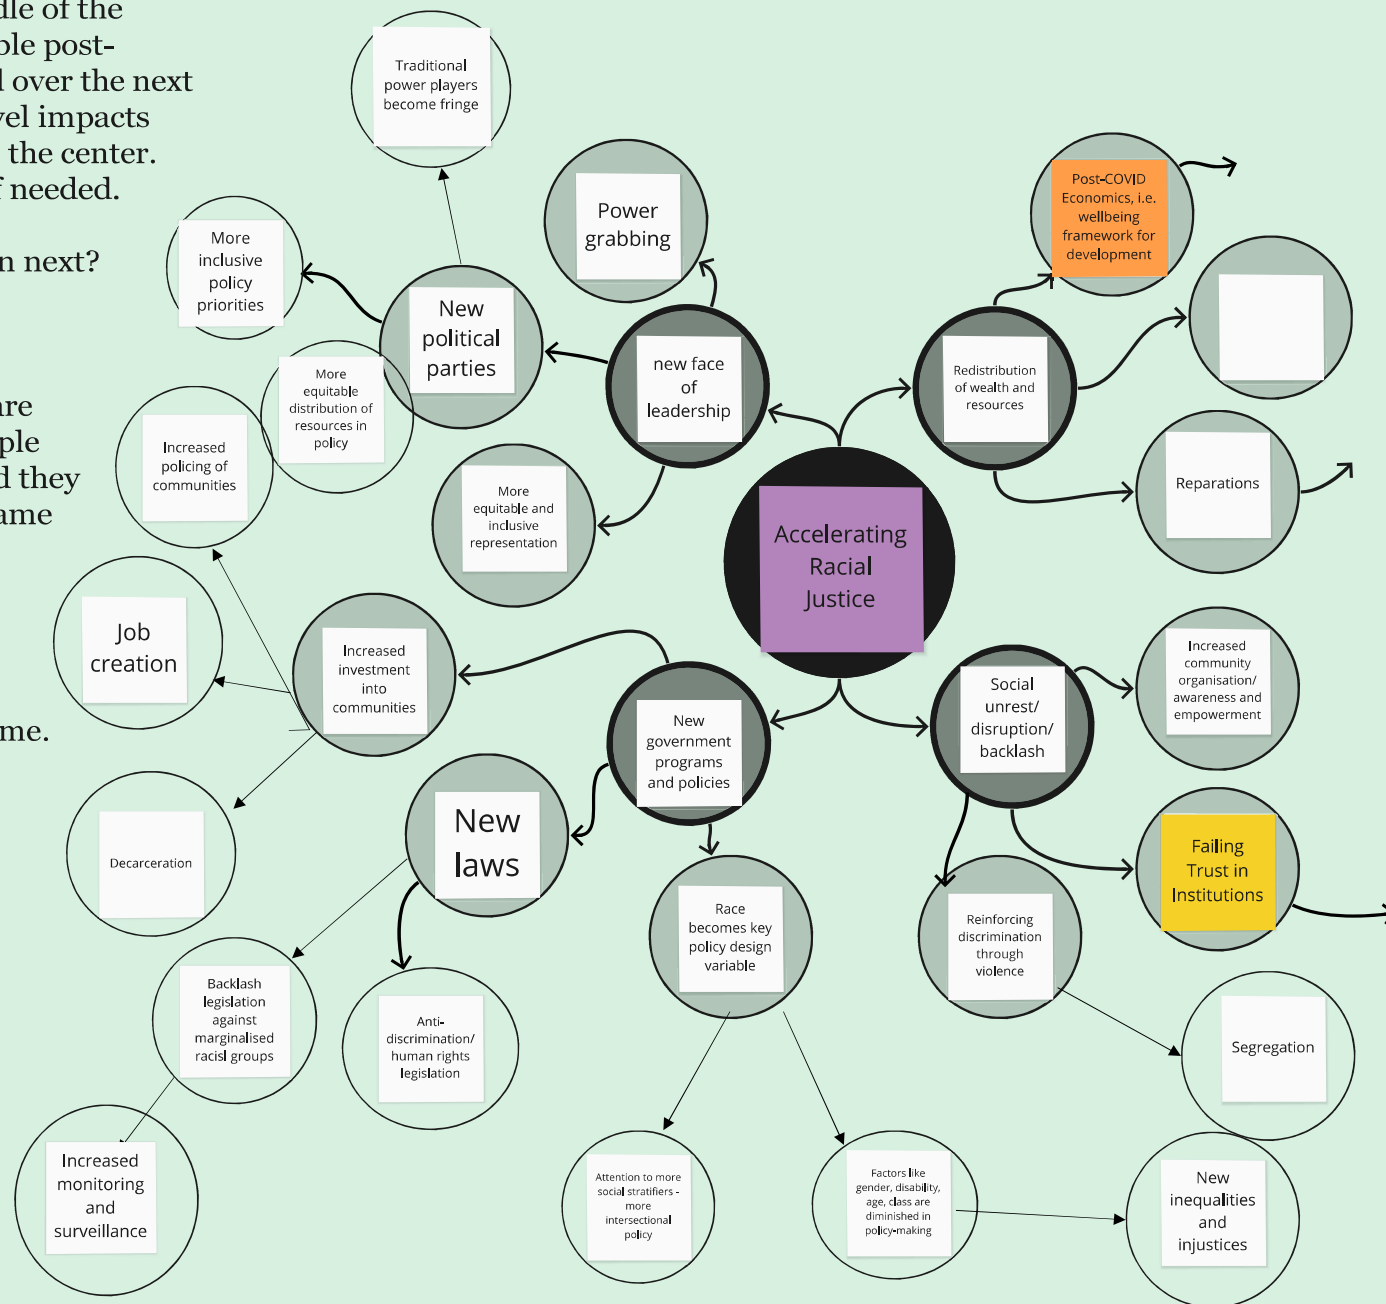 dle of the
ble post-
l over the next
vel impacts
the center.
f needed.
n next?
are
ple
d they
ame
me.
Traditional
power players
become fringe
Power
grabbing
More
inclusive
policy
priorities
New
political
parties
new face
of
leadership
More
equitable
distribution of
resources in
policy
Increased
policing of
communities
More
equitable and
inclusive
representation
Post-COVID
Economics, i.e.
wellbeing
framework for
development
Redistribution
of wealth and
resources
Reparations
Accelerating
Racial
Justice
Job
creation
Increased
investment
into
communities
New
government
programs
and policies
Social
unrest/
disruption/
backlash
Increased
community
organisation/
awareness and
empowerment
Decarceration
New
laws
Failing
Trust in
Institutions
Race
becomes key
policy design
variable
Reinforcing
discrimination
through
violence
Backlash
legislation
against
marginalised
racisl groups
Anti-
discrimination/
human rights
legislation
Segregation
Increased
monitoring
and
surveillance
Attention to more
social stratifiers -
more
intersectional
policy
Factors like
gender, disability,
age, class are
diminished in
policy-making
New
inequalities
and
injustices